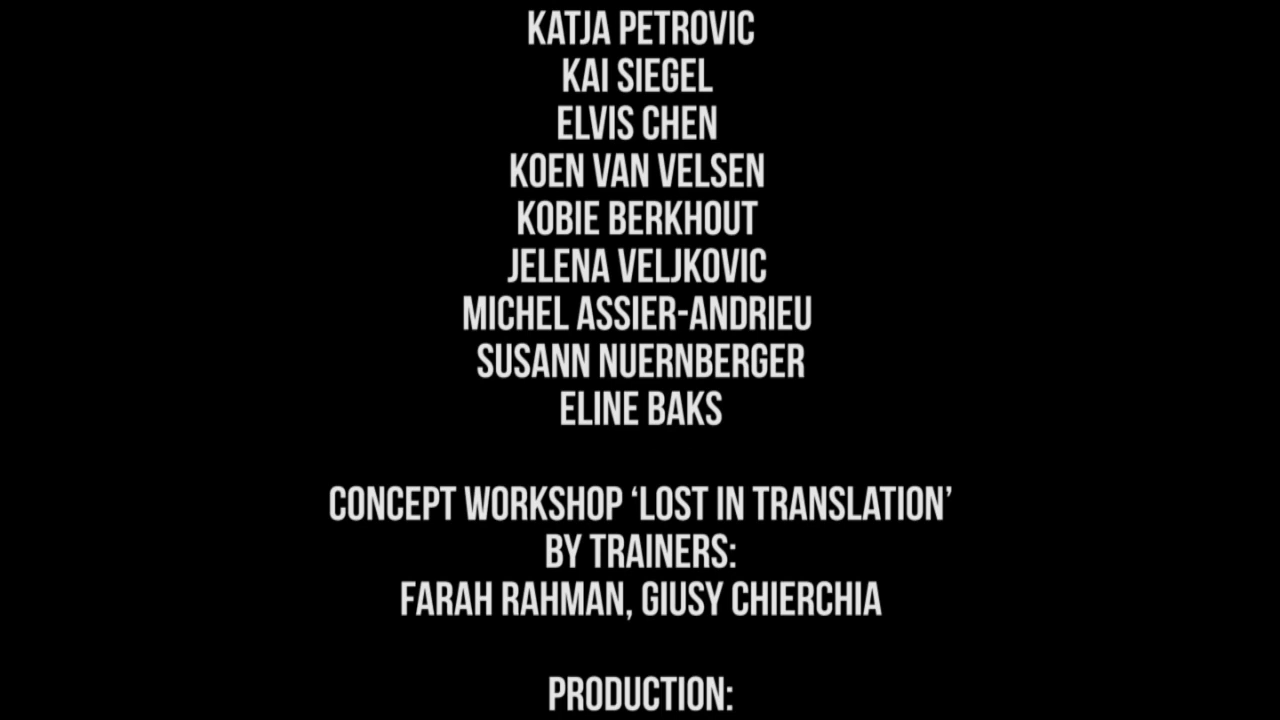 KATJA PETROVIC
KAI SIEGEL
ELVIS CHEN
KOEN VAN VELSEN
KOBIE BERKHOUT
JELENA VELJKOVIC
MICHEL ASSIER-ANDRIEU
SUSANN NUERNBERGER
ELINE BAKS
CONCEPT WORKSHOP ‘LOST IN TRANSLATION’
BY TRAINERS:
FARAH RAHMAN, GIUSY CHIERCHIA
PRODUCTION: